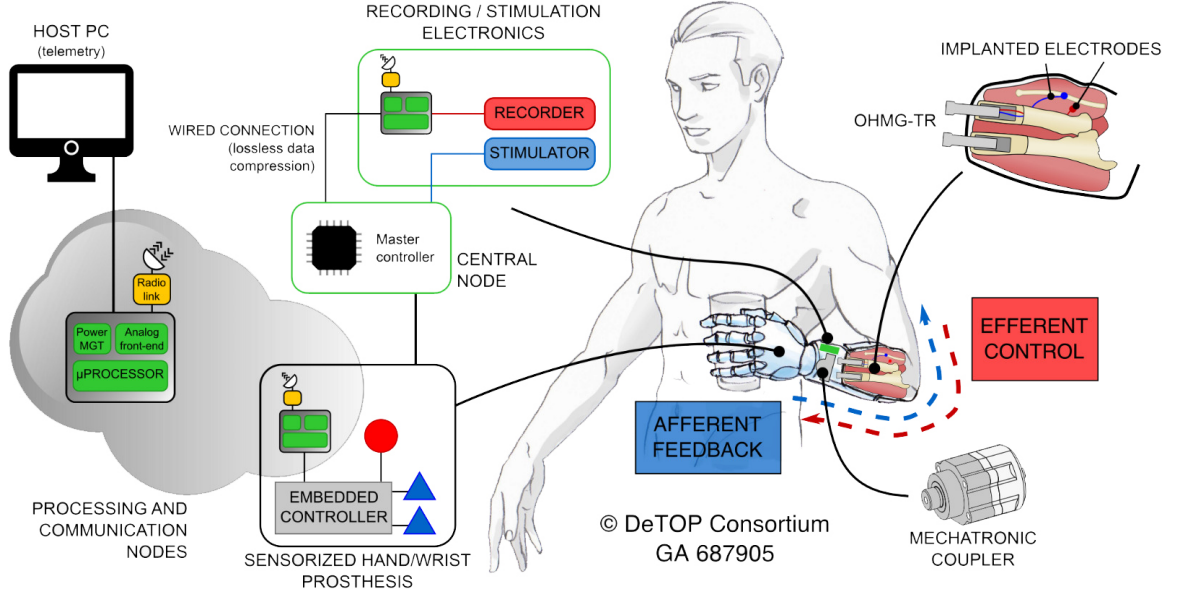 HOST PC
(telemetry)
RECORDING / STIMULATION
ELECTRONICS
RECORDER
STIMULATOR
WIRED CONNECTION
(lossless data
compression)
Master
controller
CENTRAL
NODE
IMPLANTED ELECTRODES
OHMG-TR
Radio
link
Power
MGT
Analog
front-end
µPROCESSOR
EFFERENT
CONTROL
AFFERENT
FEEDBACK
EMBEDDED
CONTROLLER
PROCESSING AND
COMMUNICATION
NODES
SENSORIZED HAND/WRIST
PROSTHESIS
© DeTOP Consortium
GA 687905
MECHATRONIC
COUPLER